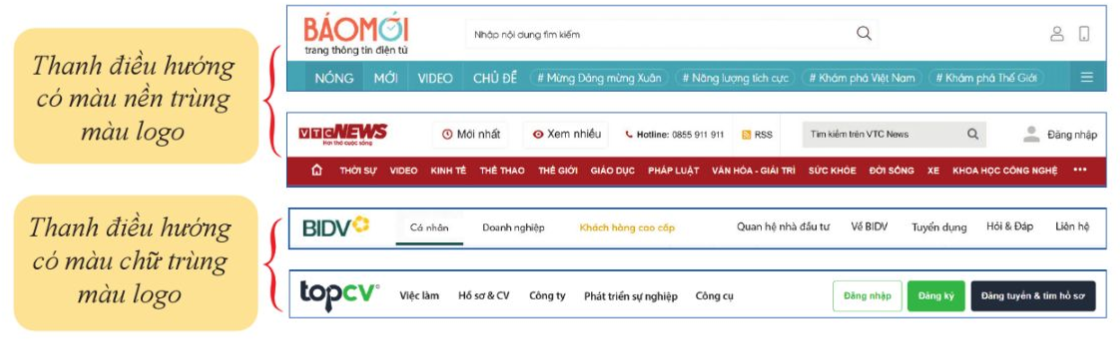 Thanh điều hướng
có màu nền trùng
màu logo
BÁOMỚI
trang thông tin điện tử
Nhập nội dung tìm kiếm
NÓNG MỚI VIDEO CHỦ ĐỀ # Mừng Đảng mừng Xuân # Năng lượng tích cực # Khám phá Việt Nam # Khám phá Thế Giới
VTC NEWS
Mới nhất Xem nhiều Hotline: 0855 911 911 RSS Tìm kiếm trên VTC News Đăng nhập
THỜI SỰ VIDEO KINH TẾ THỂ THAO THẾ GIỚI GIÁO DỤC PHÁP LUẬT VĂN HÓA - GIẢI TRÍ SỨC KHỎE ĐỜI SỐNG XE KHOA HỌC CÔNG NGHỆ •••
Thanh điều hướng
có màu chữ trùng
màu logo
BIDV Cá nhân Doanh nghiệp Khách hàng cao cấp Quan hệ nhà đầu tư Về BIDV Tuyển dụng Hỏi & Đáp Liên hệ
topcv Việc làm Hồ sơ & CV Công ty Phát triển sự nghiệp Công cụ Đăng nhập Đăng ký Đăng tuyển & tìm hồ sơ